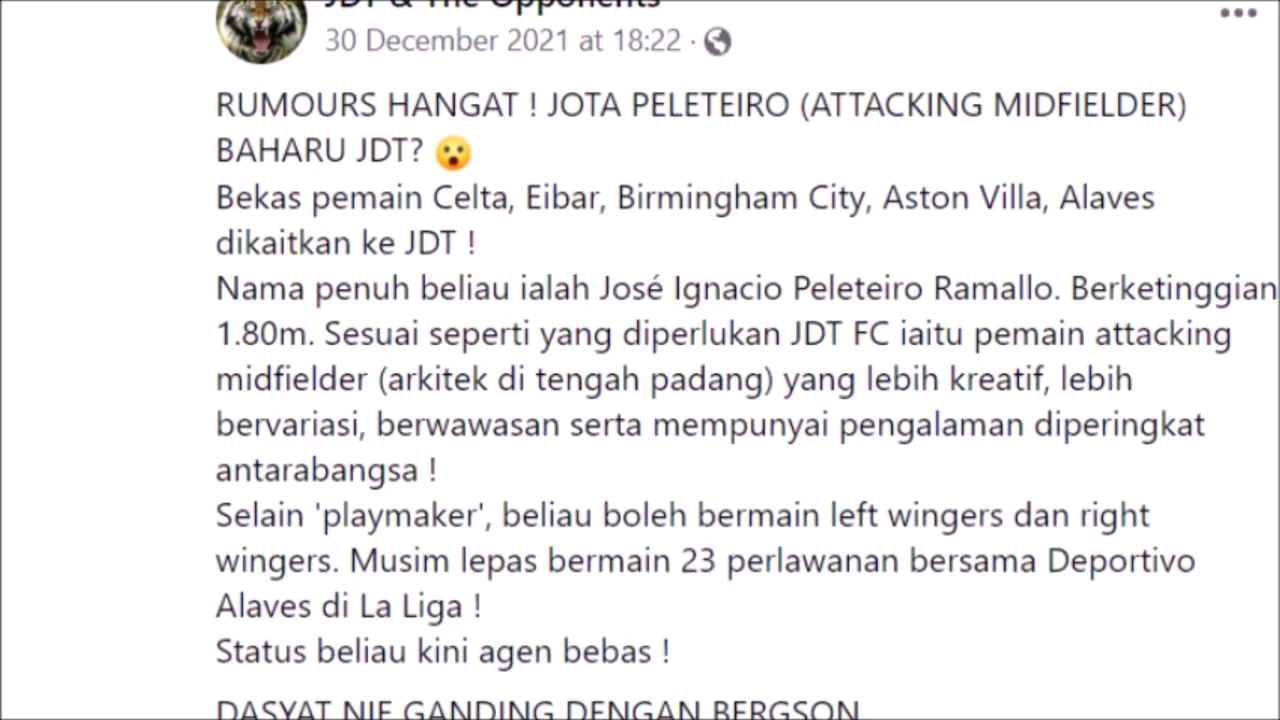 JDT & The Opponents
30 December 2021 at 18:22 ·
RUMOURS HANGAT ! JOTA PELETEIRO (ATTACKING MIDFIELDER)
BAHARU JDT? 😮
Bekas pemain Celta, Eibar, Birmingham City, Aston Villa, Alaves
dikaitkan ke JDT !
Nama penuh beliau ialah José Ignacio Peleteiro Ramallo. Berketinggian
1.80m. Sesuai seperti yang diperlukan JDT FC iaitu pemain attacking
midfielder (arkitek di tengah padang) yang lebih kreatif, lebih
bervariasi, berwawasan serta mempunyai pengalaman diperingkat
antarabangsa !
Selain 'playmaker', beliau boleh bermain left wingers dan right
wingers. Musim lepas bermain 23 perlawanan bersama Deportivo
Alaves di La Liga !
Status beliau kini agen bebas !
DASYAT NIE GANDING DENGAN BERGSON